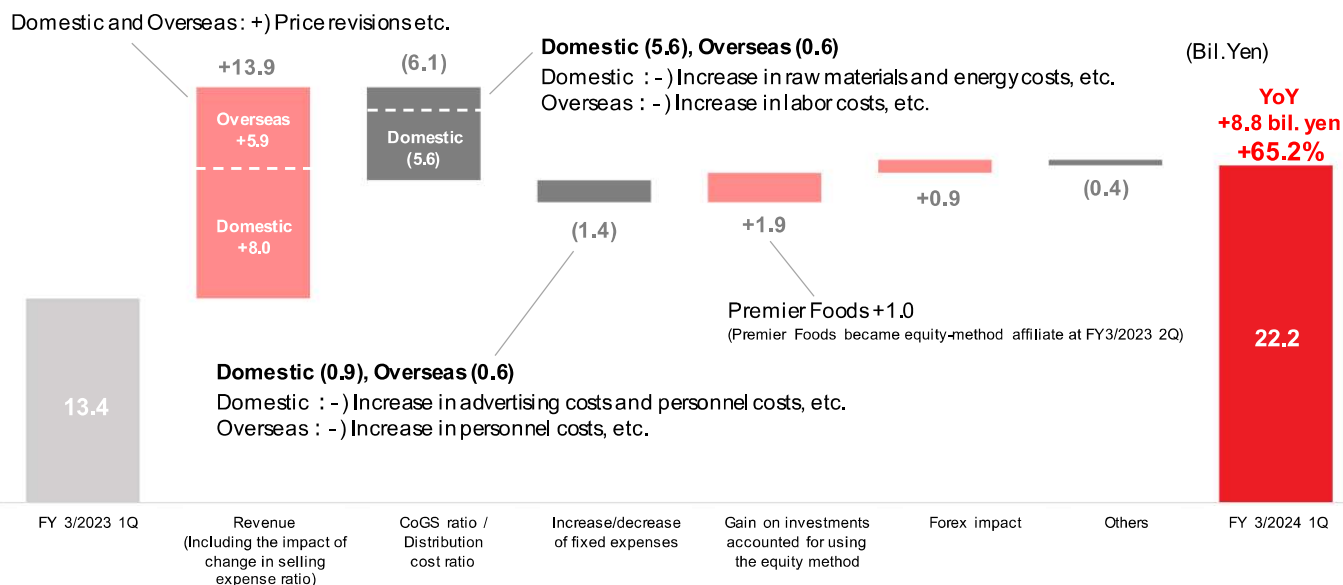 Domestic and Overseas : +) Price revisions etc.
+13.9
Overseas
+5.9
Domestic
+8.0
(6.1)
Domestic
(5.6)
Domestic (5.6), Overseas (0.6)
Domestic : -) Increase in raw materials and energy costs, etc.
Overseas : -) Increase in labor costs, etc.
(Bil.Yen)
YoY
+8.8 bil. yen
+65.2%
(1.4)
+1.9
+0.9
(0.4)
Premier Foods +1.0
(Premier Foods became equity-method affiliate at FY3/2023 2Q)
Domestic (0.9), Overseas (0.6)
Domestic : -) Increase in advertising costs and personnel costs, etc.
Overseas : -) Increase in personnel costs, etc.
13.4
22.2
FY 3/2023 1Q
Revenue
(Including the impact of
change in selling
expense ratio)
CoGS ratio /
Distribution
cost ratio
Increase/decrease
of fixed expenses
Gain on investments
accounted for using
the equity method
Forex impact
Others
FY 3/2024 1Q